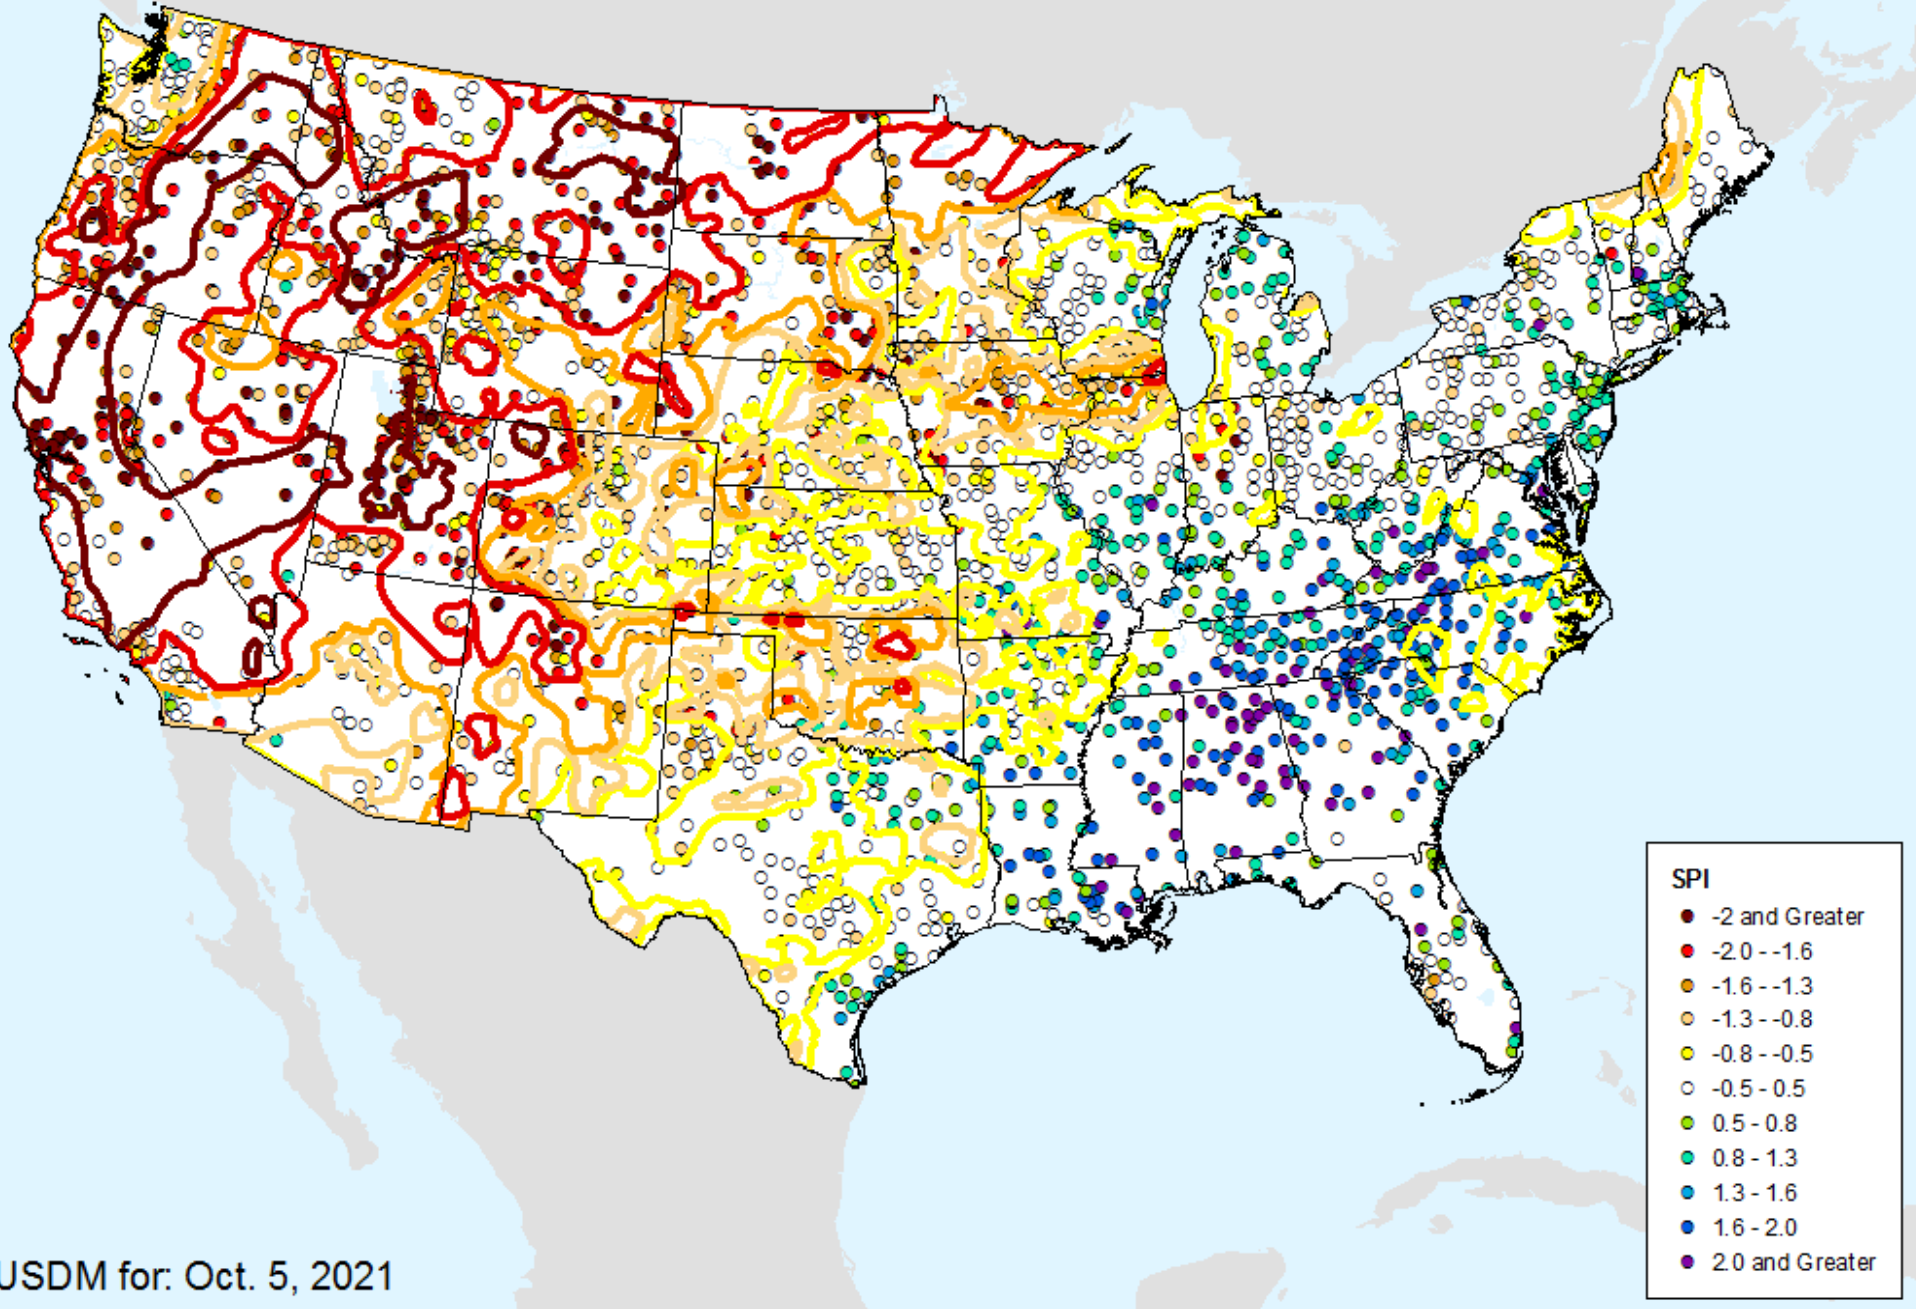 SPI
-2 and Greater
-2.0 - -1.6
-1.6 - -1.3
-1.3 - -0.8
-0.8 - -0.5
-0.5 - 0.5
0.5 - 0.8
0.8 - 1.3
1.3 - 1.6
1.6 - 2.0
2.0 and Greater
USDM for: Oct. 5, 2021